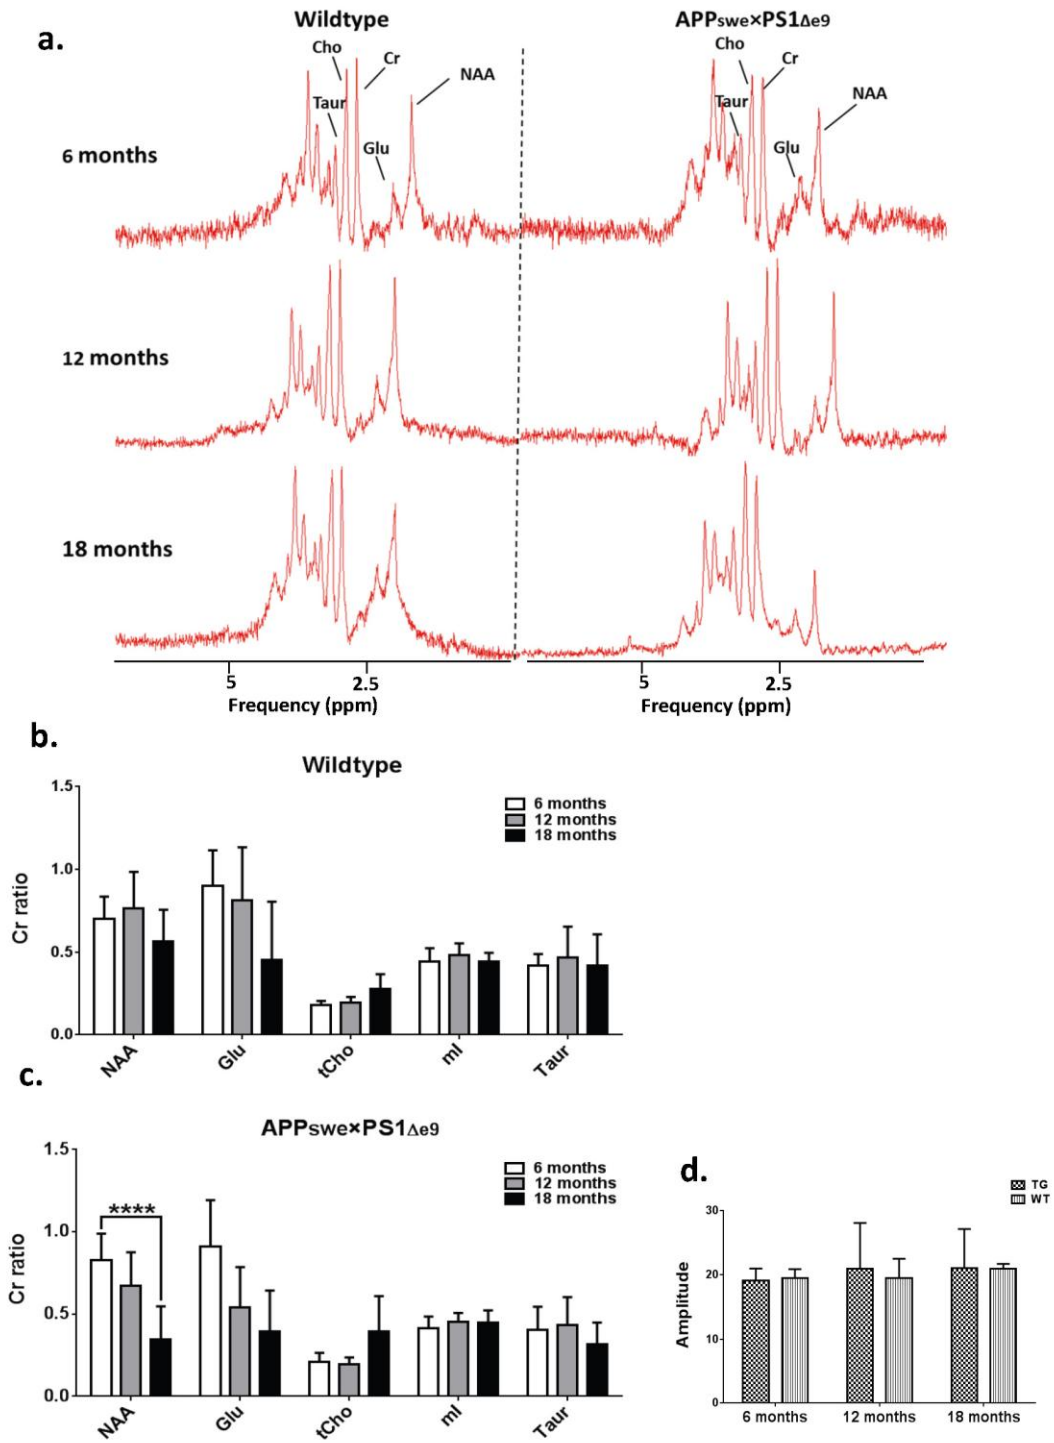 a.
Wildtype
APPswe×PS1Δe9
6 months
Cho
Cr
NAA
Taur
Glu
Cho
Cr
NAA
Taur
Glu
12 months
18 months
5
2.5
Frequency (ppm)
5
2.5
Frequency (ppm)
b.
Wildtype
1.5
1.0
0.5
0.0
Cr ratio
6 months
12 months
18 months
NAA
Glu
tCho
mI
Taur
c.
APPswe×PS1Δe9
1.5
1.0
0.5
0.0
Cr ratio
****
6 months
12 months
18 months
NAA
Glu
tCho
mI
Taur
d.
TG
WT
30
20
10
0
Amplitude
6 months
12 months
18 months